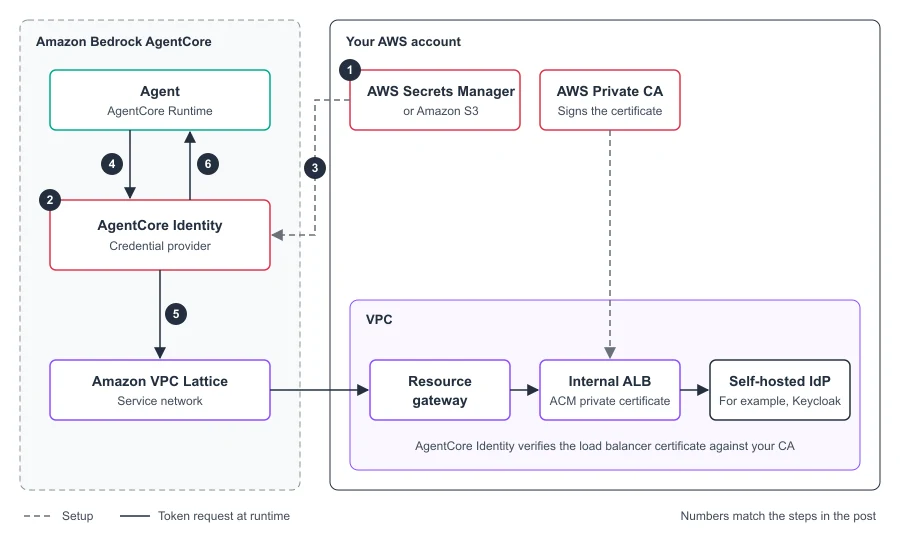 Amazon Bedrock AgentCore
Agent
AgentCore Runtime
4
6
2
AgentCore Identity
Credential provider
5
Amazon VPC Lattice
Service network
Your AWS account
1
AWS Secrets Manager
or Amazon S3
AWS Private CA
Signs the certificate
3
VPC
Resource
gateway
Internal ALB
ACM private certificate
Self-hosted IdP
For example, Keycloak
AgentCore Identity verifies the load balancer certificate against your CA
Setup
Token request at runtime
Numbers match the steps in the post